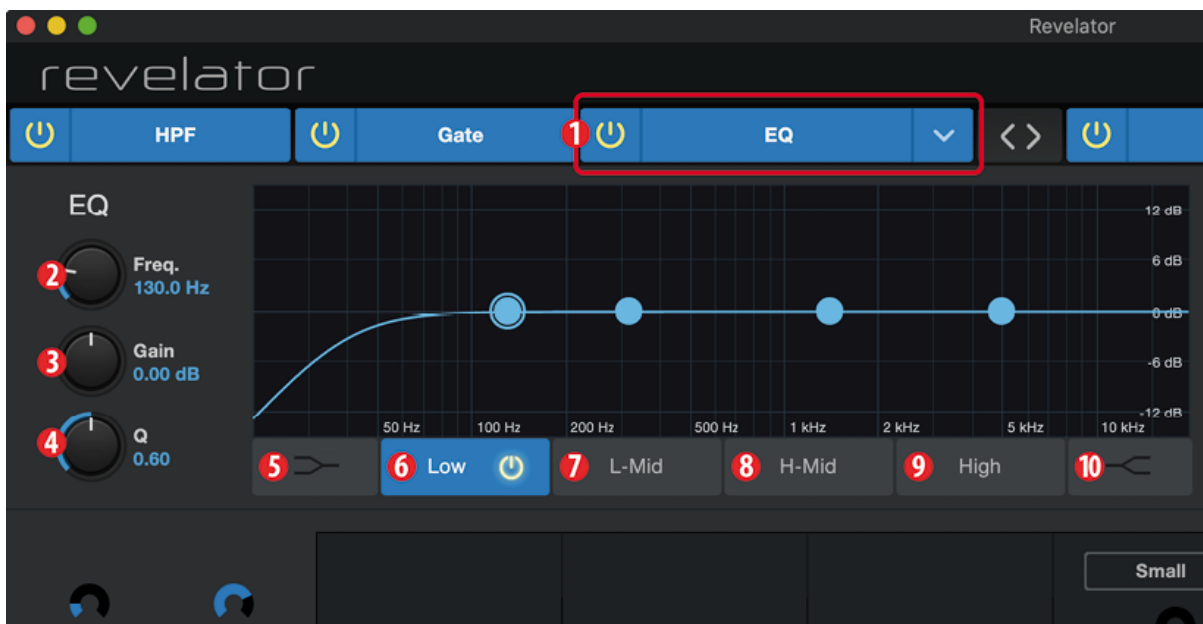 Revelator
revelator
HPF Gate 1 EQ
EQ
12 dB
6 dB
2 Freq.
130.0 Hz
0 dB
3 Gain
0.00 dB
-6 dB
-12 dB
4 Q
0.60
50 Hz 100 Hz 200 Hz 500 Hz 1 kHz 2 kHz 5 kHz 10 kHz
5 6 Low 7 L-Mid 8 H-Mid 9 High 10
Small